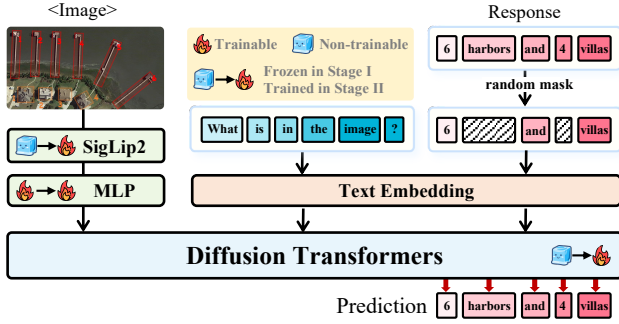 <Image>
Response
Trainable
Non-trainable
Frozen in Stage I
Trained in Stage II
6 harbors and 4 villas
random mask
SigLip2
What is in the image ?
6 and villas
MLP
Text Embedding
Diffusion Transformers
Prediction 6 harbors and 4 villas